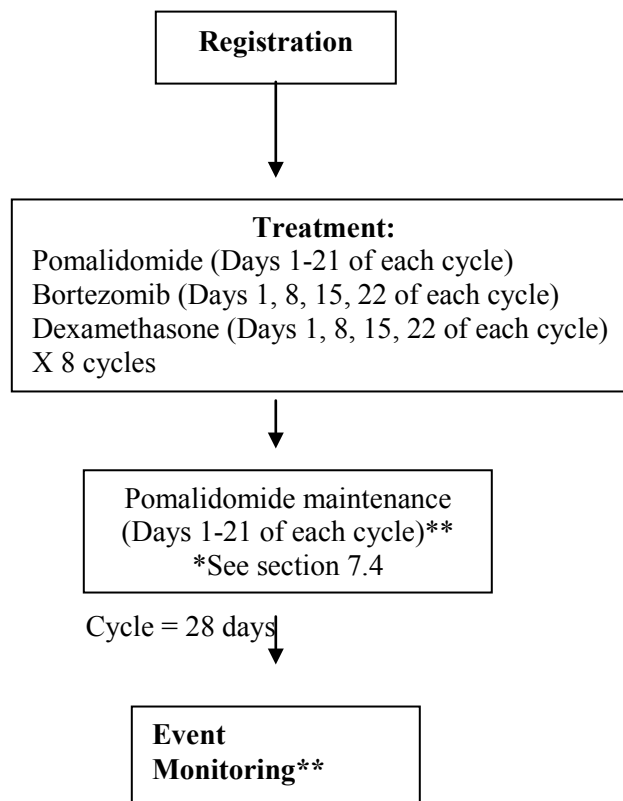 Registration
Treatment:
Pomalidomide (Days 1-21 of each cycle)
Bortezomib (Days 1, 8, 15, 22 of each cycle)
Dexamethasone (Days 1, 8, 15, 22 of each cycle)
X 8 cycles
Pomalidomide maintenance
(Days 1-21 of each cycle)**
*See section 7.4
Cycle = 28 days
Event
Monitoring**